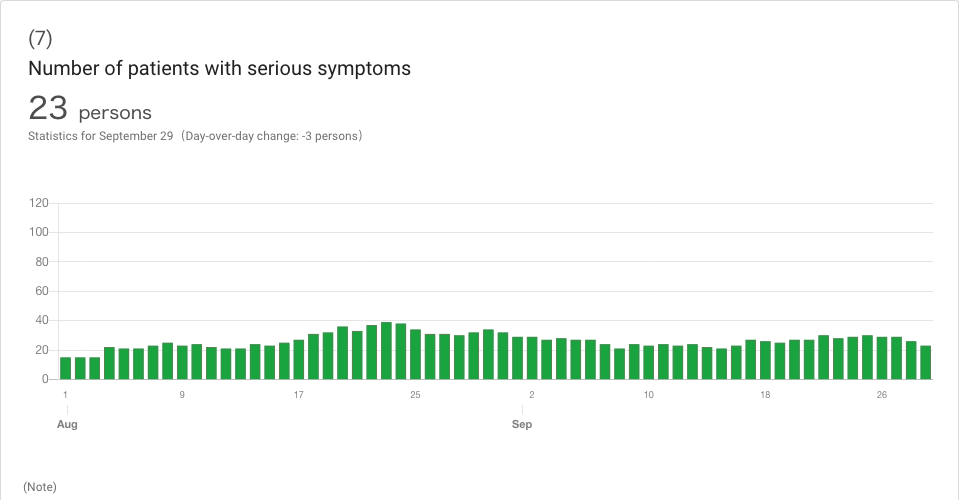 (7)
Number of patients with serious symptoms
23 persons
Statistics for September 29（Day-over-day change: -3 persons）
120
100
80
60
40
20
0
1 9 17 25 2 10 18 26
Aug Sep
(Note)